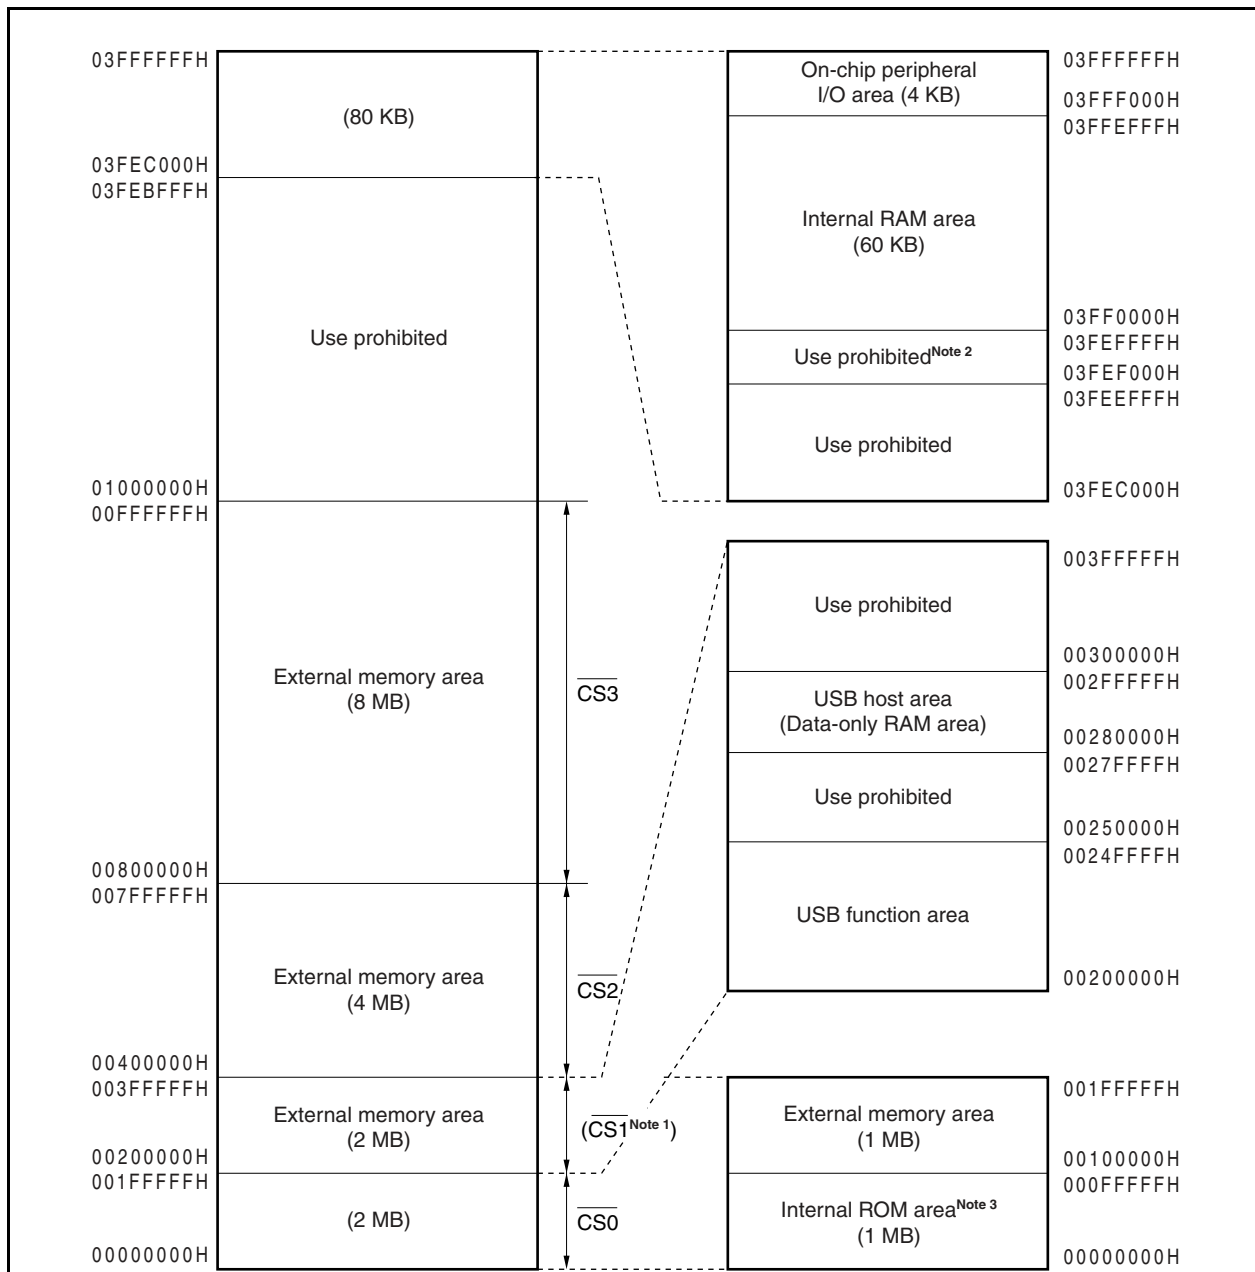 03FFFFFFH
(80 KB)
03FEC000H
03FEBFFFH
Use prohibited
01000000H
00FFFFFFH
External memory area
(8 MB)
CS3
00800000H
007FFFFFH
External memory area
(4 MB)
CS2
00400000H
003FFFFFH
External memory area
(2 MB)
(CS1Note 1)
00200000H
001FFFFFH
(2 MB)
CS0
00000000H
On-chip peripheral
I/O area (4 KB)
03FFFFFFH
03FFF000H
03FFEFFFH
Internal RAM area
(60 KB)
03FF0000H
03FEFFFFH
Use prohibitedNote 2
03FEF000H
03FEEFFFH
Use prohibited
03FEC000H
003FFFFFH
Use prohibited
00300000H
002FFFFFH
USB host area
(Data-only RAM area)
00280000H
0027FFFFH
Use prohibited
00250000H
0024FFFFH
USB function area
00200000H
001FFFFFH
External memory area
(1 MB)
00100000H
000FFFFFH
Internal ROM areaNote 3
(1 MB)
00000000H